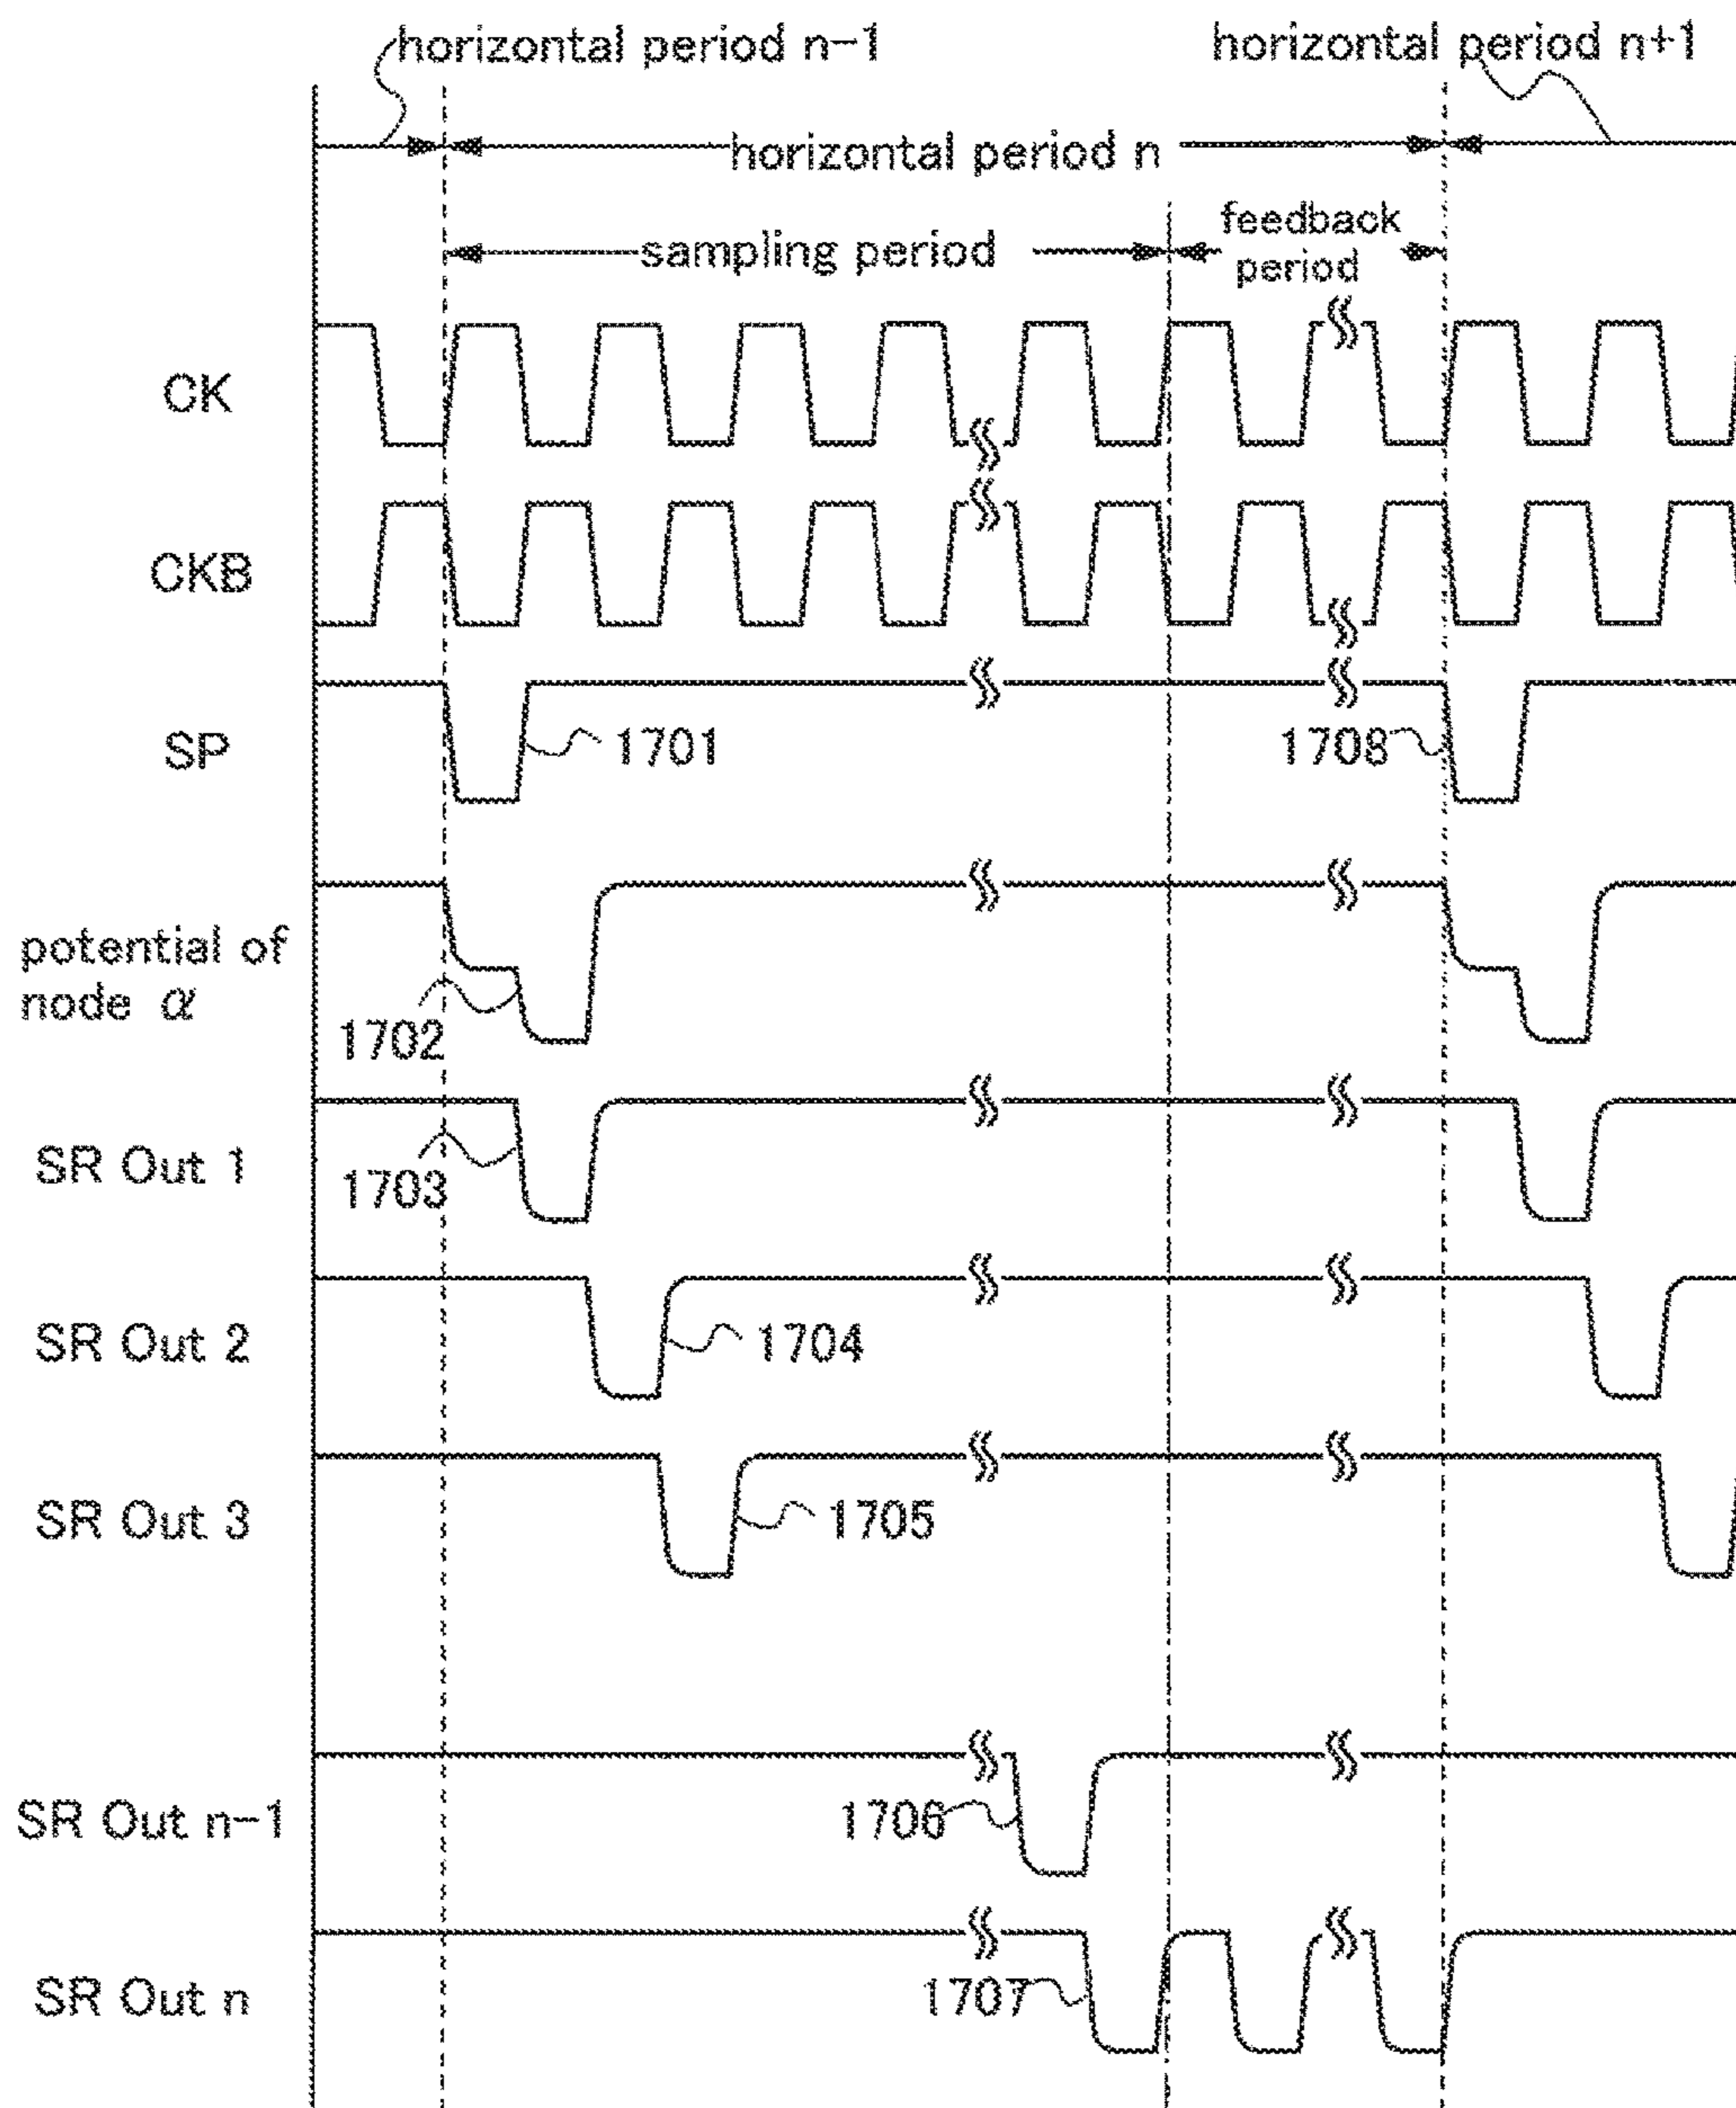 horizontal period n-1
horizontal period n+1
horizontal period n
sampling period
feedback
period
CK
CKB
SP
1701
1708
potential of
node α
1702
SR Out 1
1703
SR Out 2
1704
SR Out 3
1705
SR Out n-1
1706
SR Out n
1707